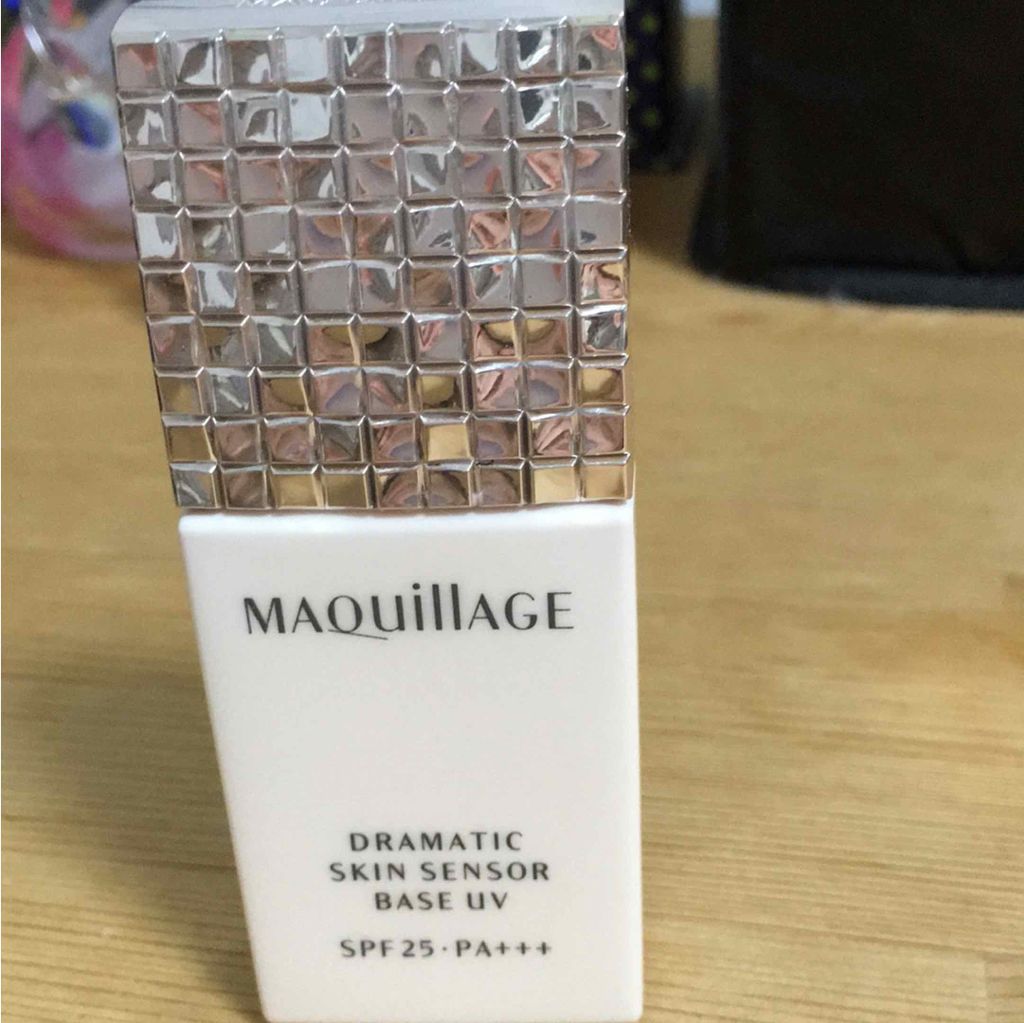 MAQuillAGE
DRAMATIC
SKIN SENSOR
BASE UV
SPF25·PA+++